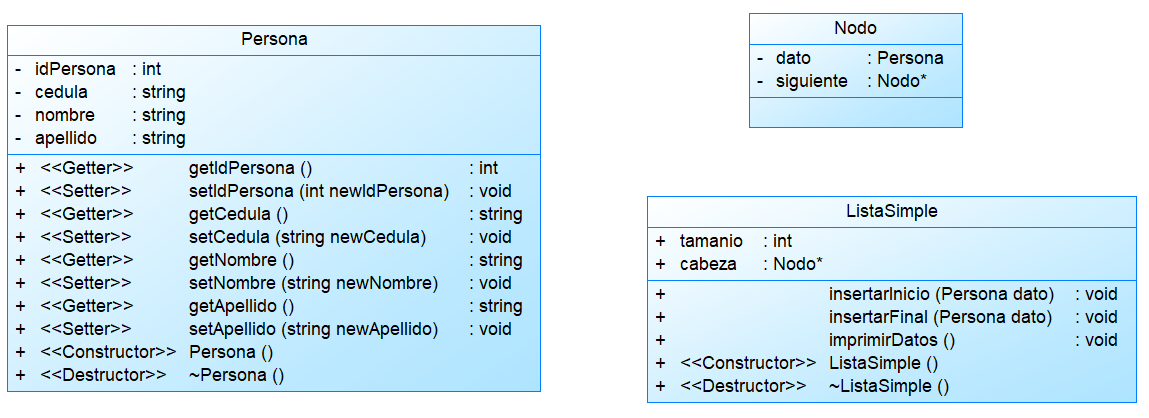 Persona
- idPersona : int
- cedula : string
- nombre : string
- apellido : string
+ <<Getter>> getIdPersona () : int
+ <<Setter>> setIdPersona (int newIdPersona) : void
+ <<Getter>> getCedula () : string
+ <<Setter>> setCedula (string newCedula) : void
+ <<Getter>> getNombre () : string
+ <<Setter>> setNombre (string newNombre) : void
+ <<Getter>> getApellido () : string
+ <<Setter>> setApellido (string newApellido) : void
+ <<Constructor>> Persona ()
+ <<Destructor>> ~Persona ()
Nodo
- dato : Persona
- siguiente : Nodo*
ListaSimple
+ tamanio : int
+ cabeza : Nodo*
+ insertarInicio (Persona dato) : void
+ insertarFinal (Persona dato) : void
+ imprimirDatos () : void
+ <<Constructor>> ListaSimple ()
+ <<Destructor>> ~ListaSimple ()